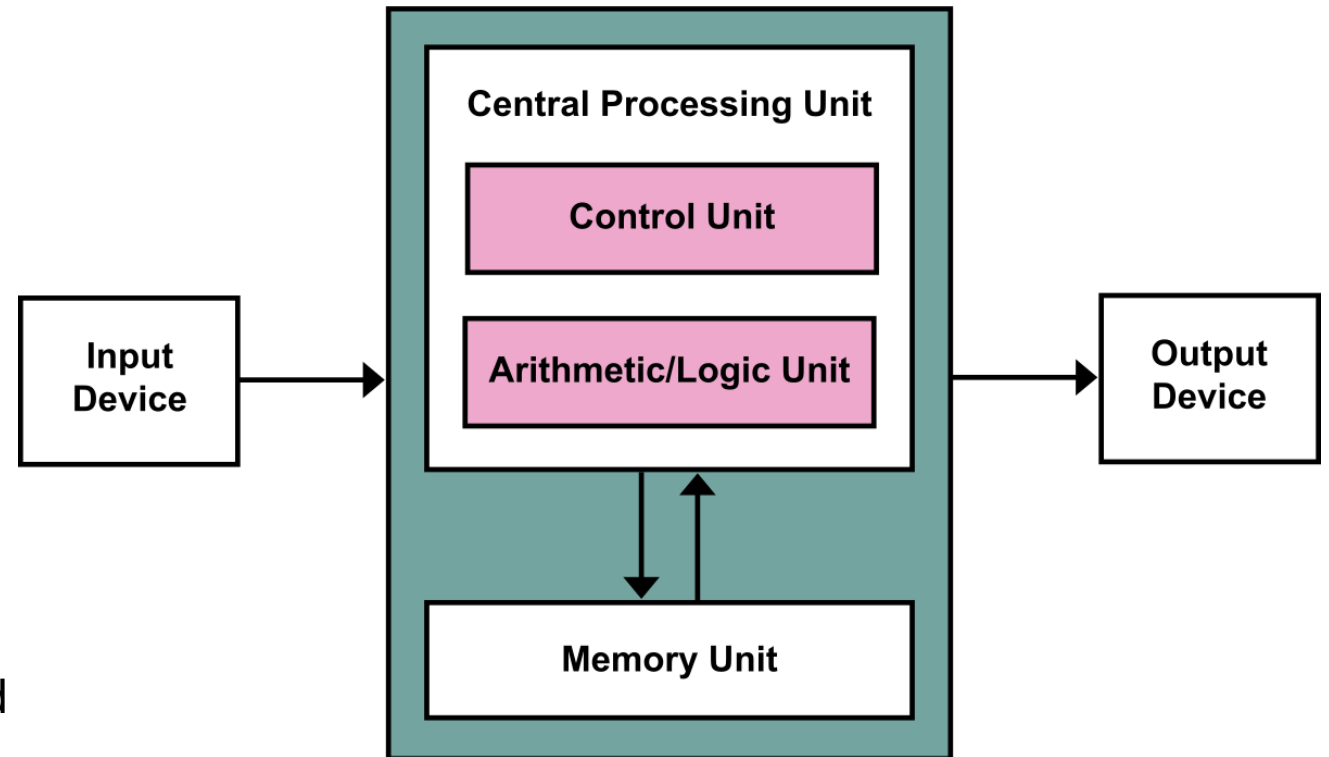 Central Processing Unit
Control Unit
Arithmetic/Logic Unit
Input
Device
Output
Device
Memory Unit